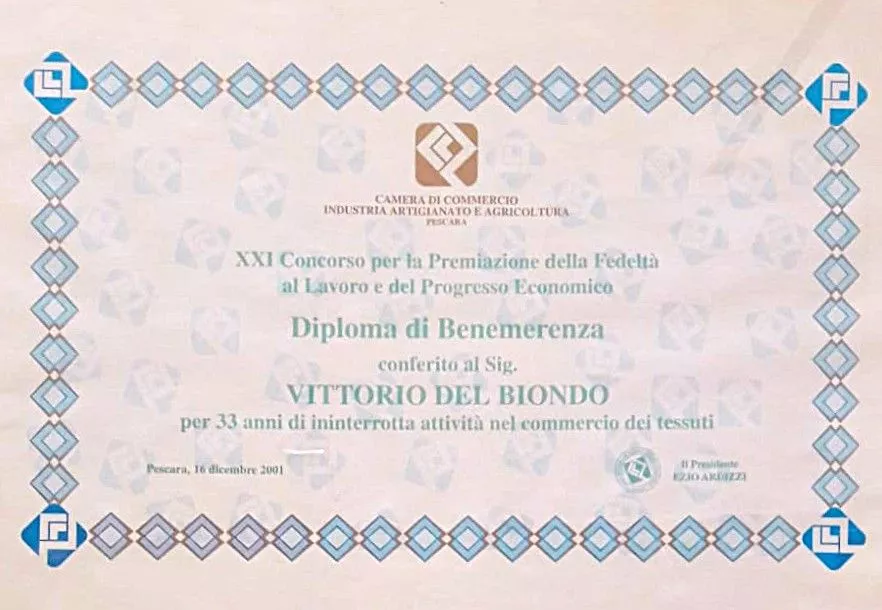 CAMERA DI COMMERCIO
INDUSTRIA ARTIGIANATO E AGRICOLTURA
PESCARA
XXI Concorso per la Premiazione della Fedeltà
al Lavoro e del Progresso Economico
Diploma di Benemerenza
conferito al Sig.
VITTORIO DEL BIONDO
per 33 anni di ininterrotta attività nel commercio dei tessuti
Pescara, 16 dicembre 2001
Il Presidente
EZIO ARDIZZI